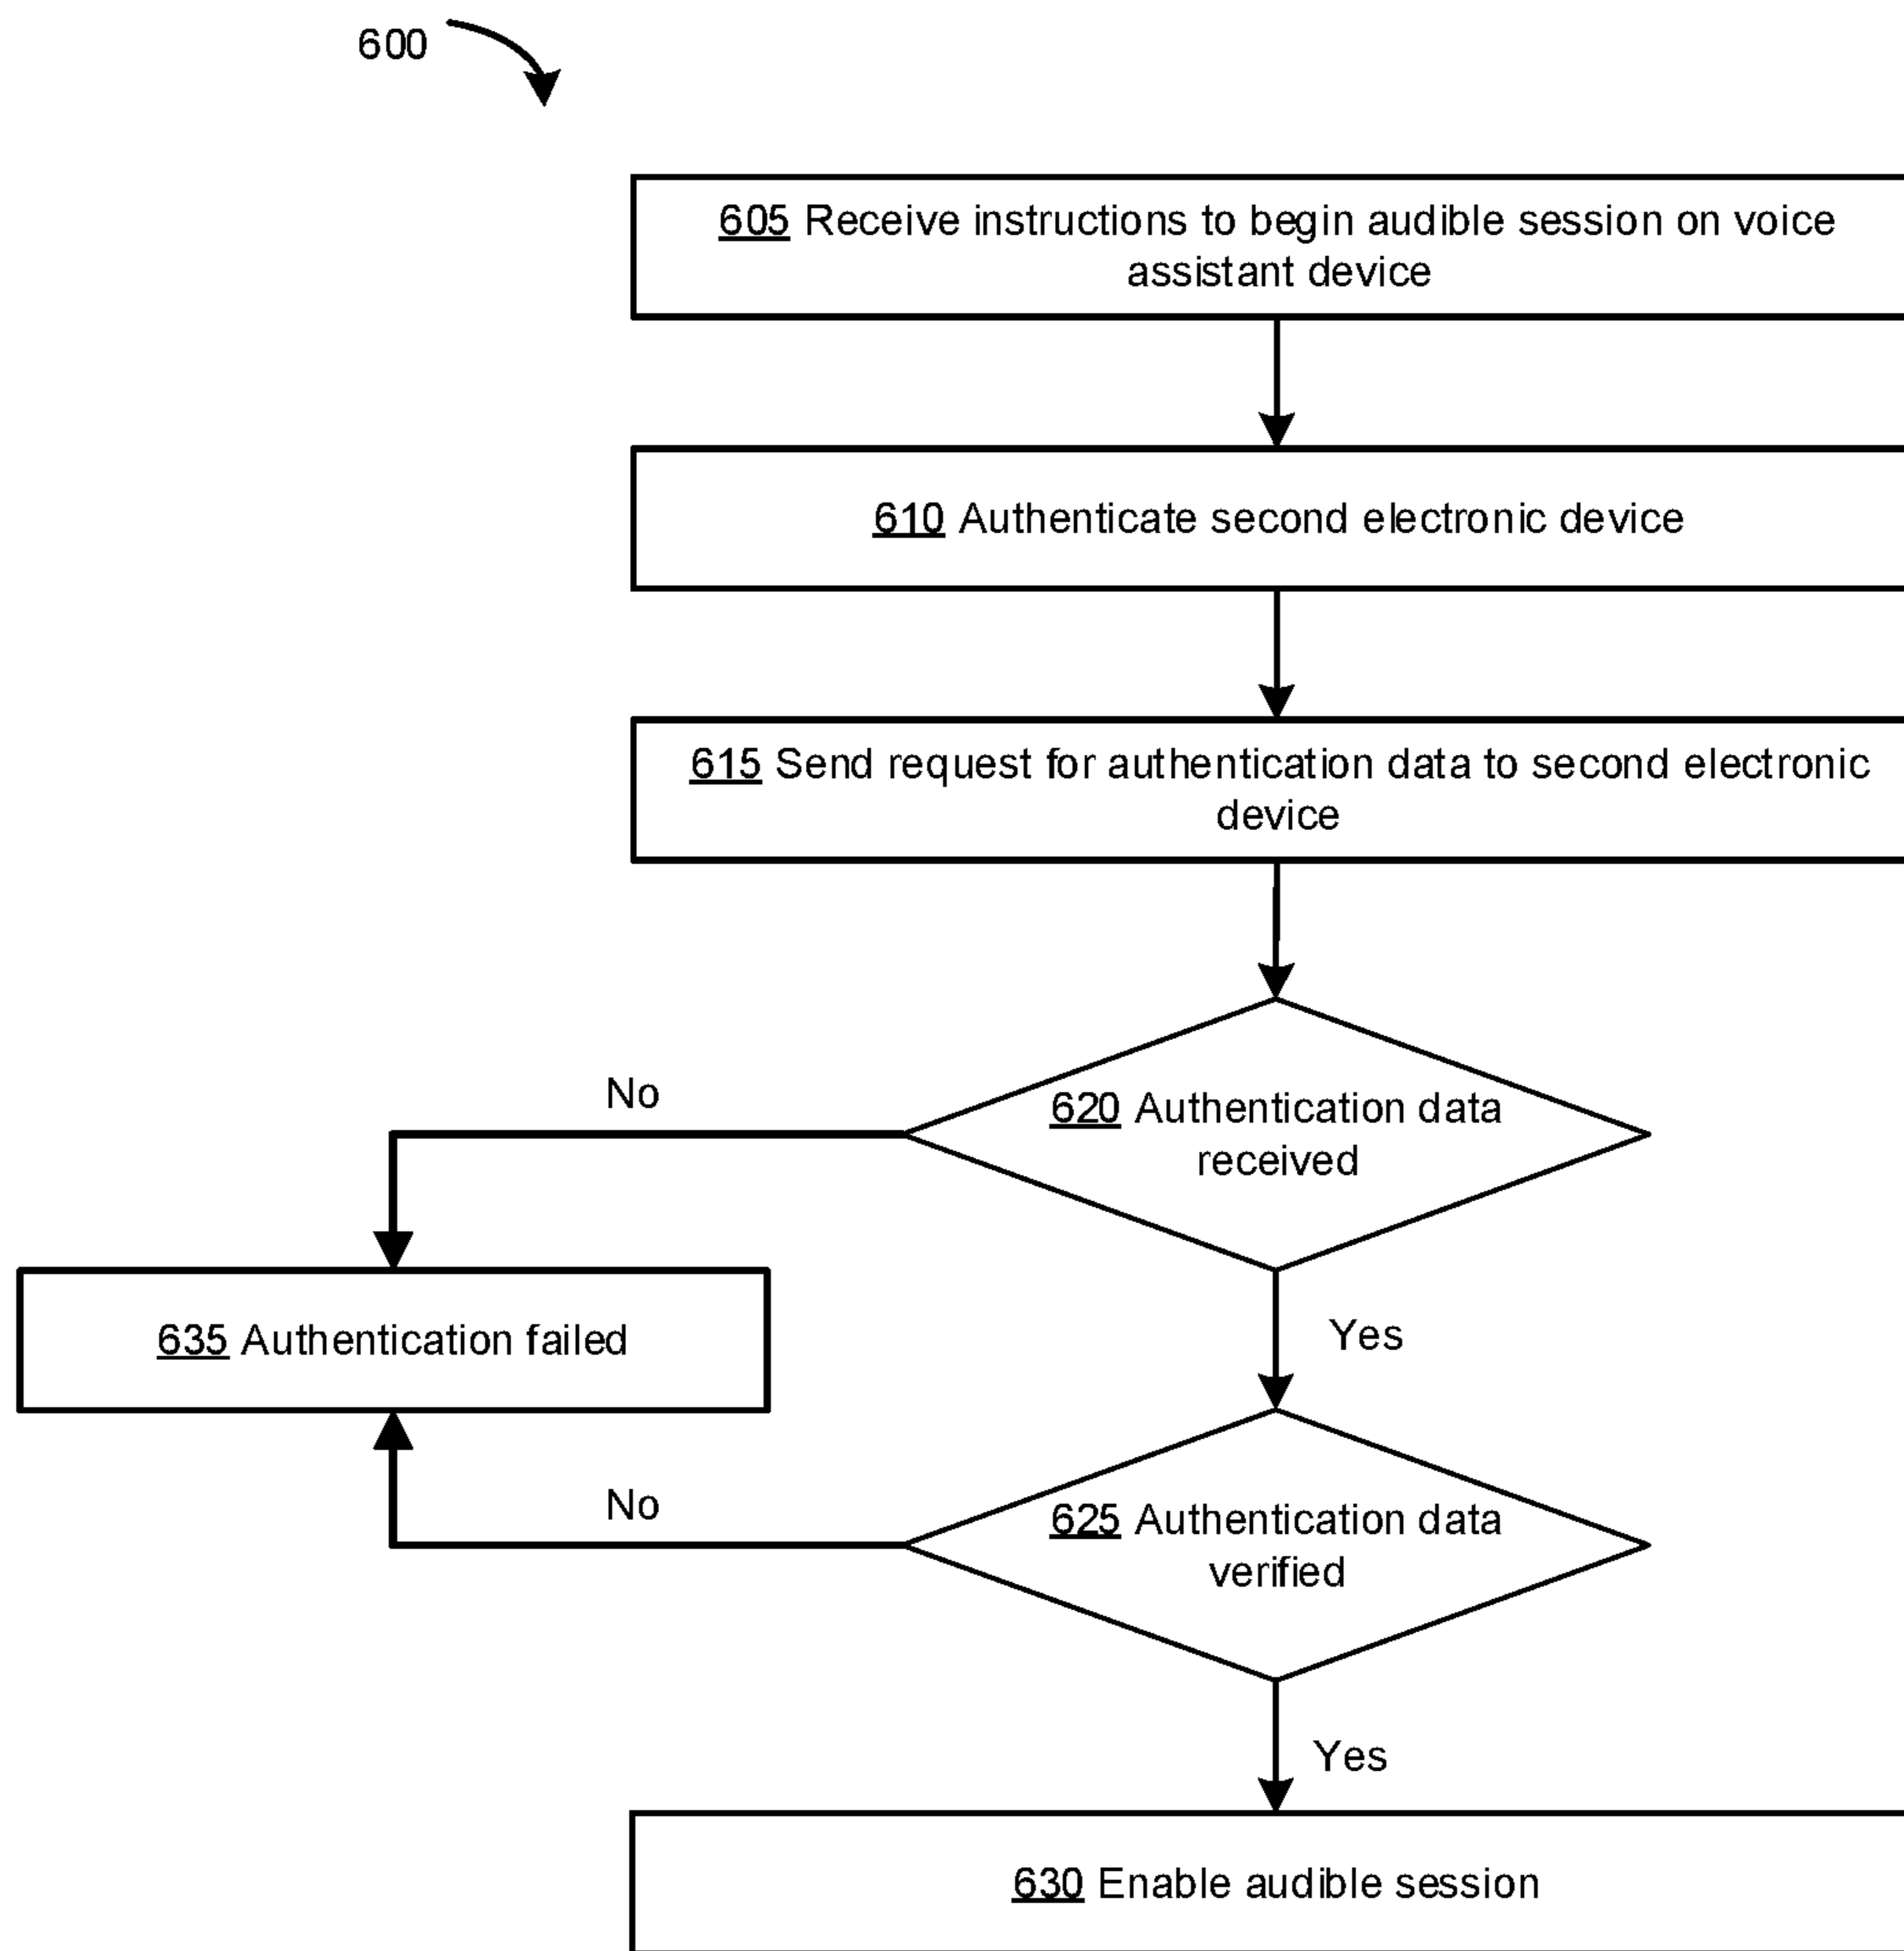 600
605 Receive instructions to begin audible session on voice
assistant device
610 Authenticate second electronic device
615 Send request for authentication data to second electronic
device
No
620 Authentication data
received
635 Authentication failed
Yes
No
625 Authentication data
verified
Yes
630 Enable audible session